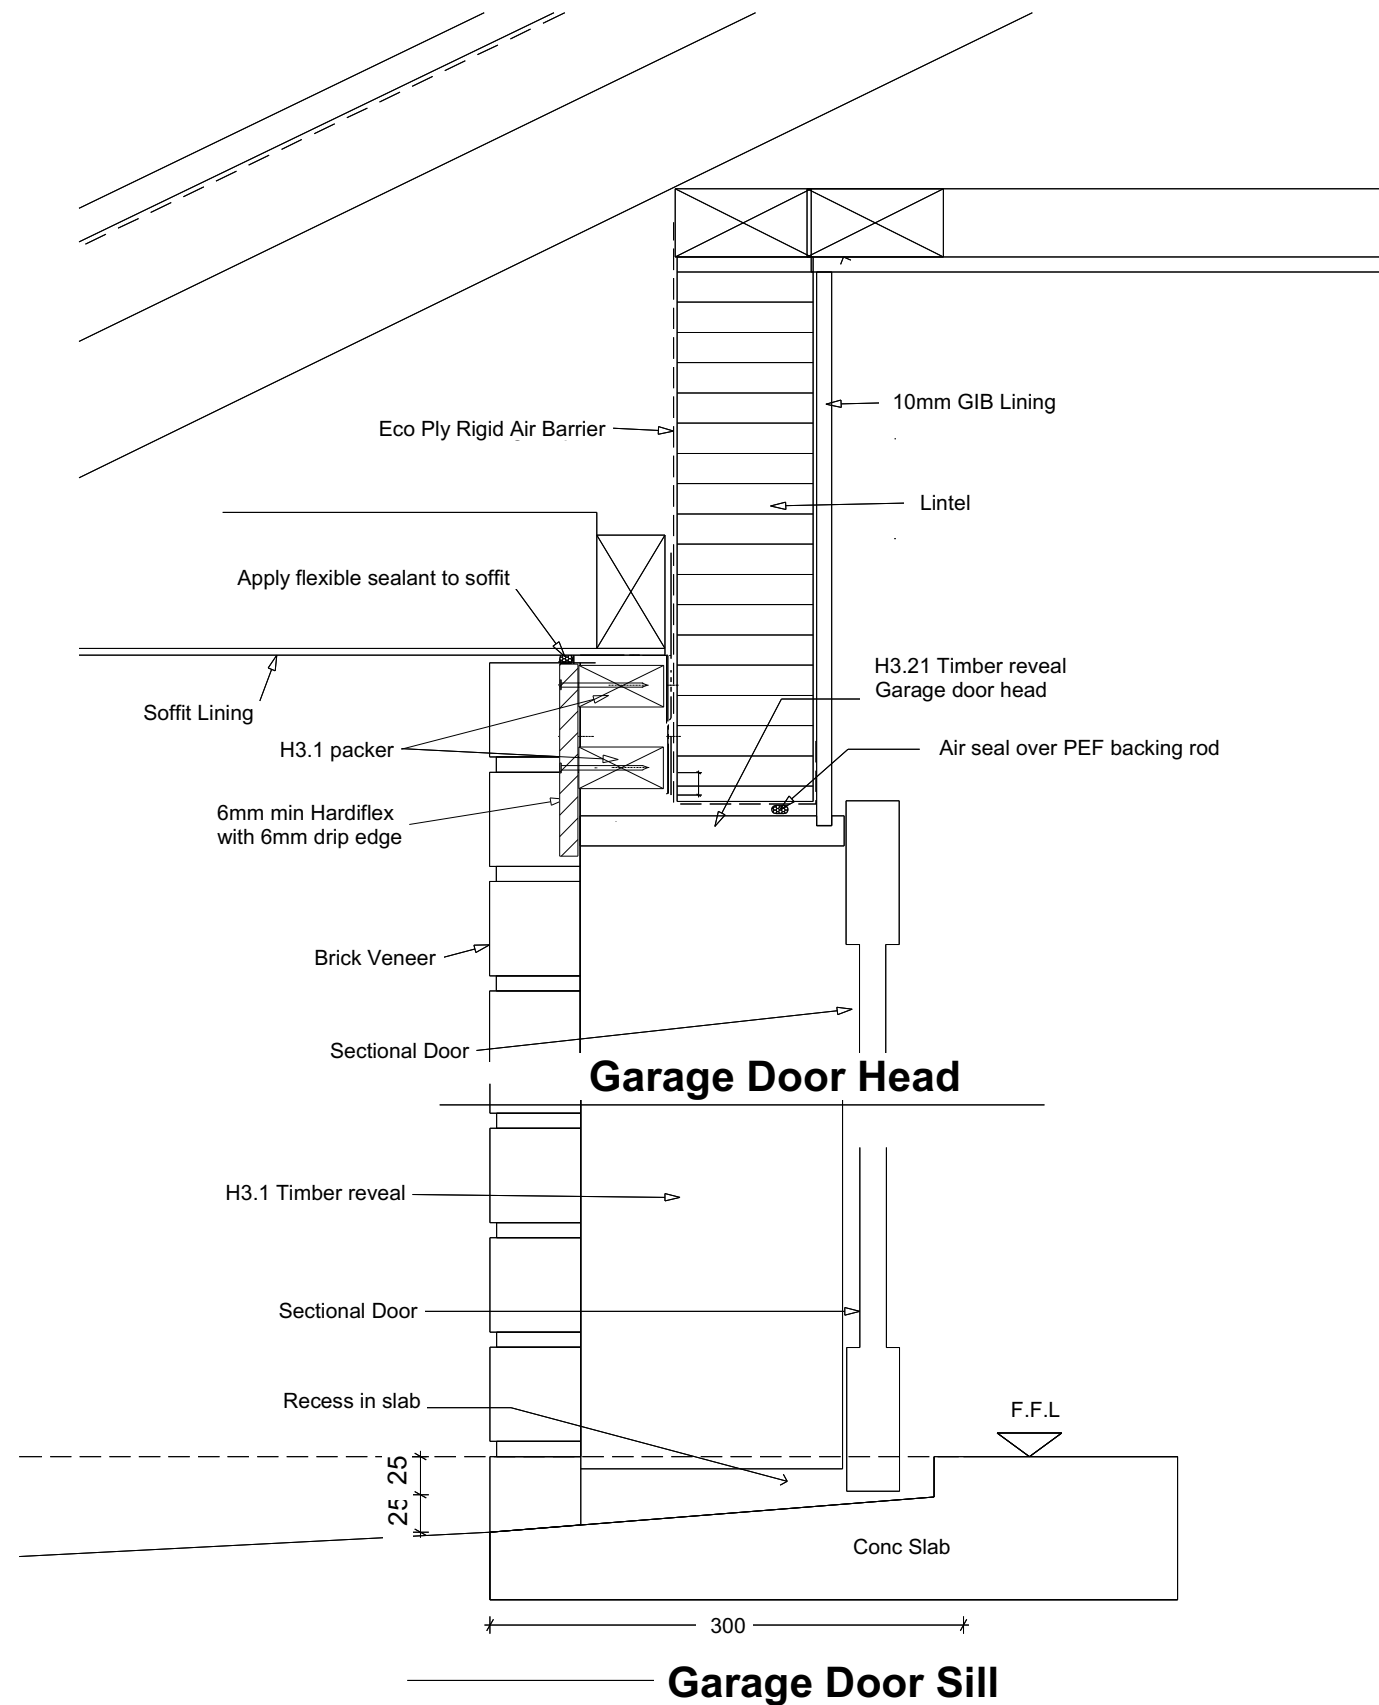 10mm GIB Lining
Eco Ply Rigid Air Barrier
Lintel
Apply flexible sealant to soffit
H3.21 Timber reveal
Garage door head
Soffit Lining
H3.1 packer
Air seal over PEF backing rod
6mm min Hardiflex
with 6mm drip edge
Brick Veneer
Sectional Door
Garage Door Head
H3.1 Timber reveal
Sectional Door
Recess in slab
F.F.L
25
25
Conc Slab
300
Garage Door Sill